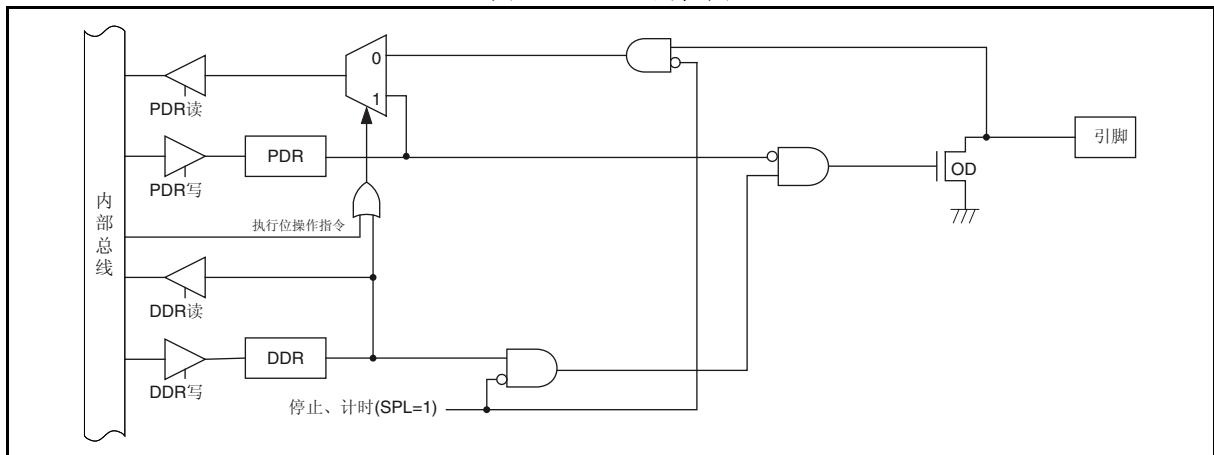 0
1
PDR读
PDR
PDR写
引脚
OD
内部总线
执行位操作指令
DDR读
DDR
DDR写
停止、计时(SPL=1)